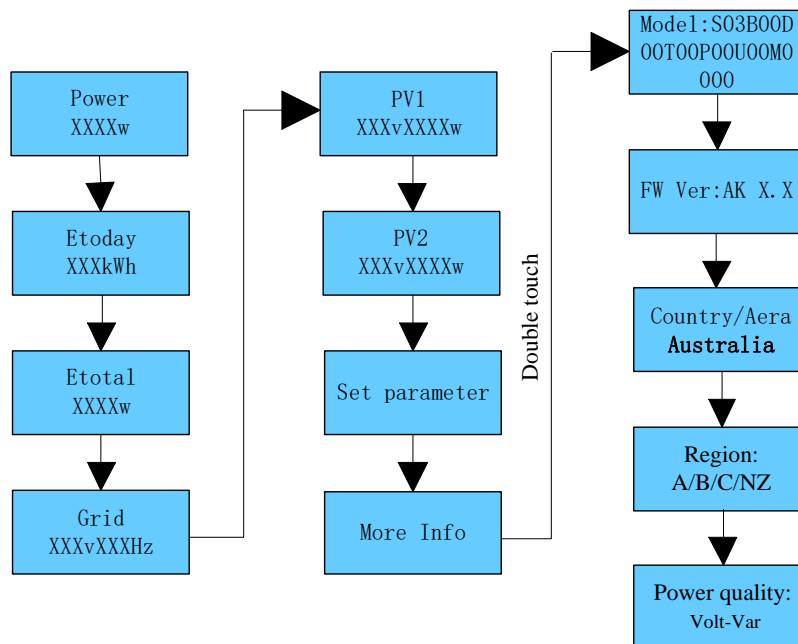 Power
XXXXw
Etoday
XXXkWh
Etotal
XXXXw
Grid
XXXvXXXHz
PV1
XXXvXXXXw
PV2
XXXvXXXXw
Set parameter
More Info
Double touch
Model:S03B00D
00T00P00U00M0
000
FW Ver:AK X.X
Country/Aera
Australia
Region:
A/B/C/NZ
Power quality:
Volt-Var